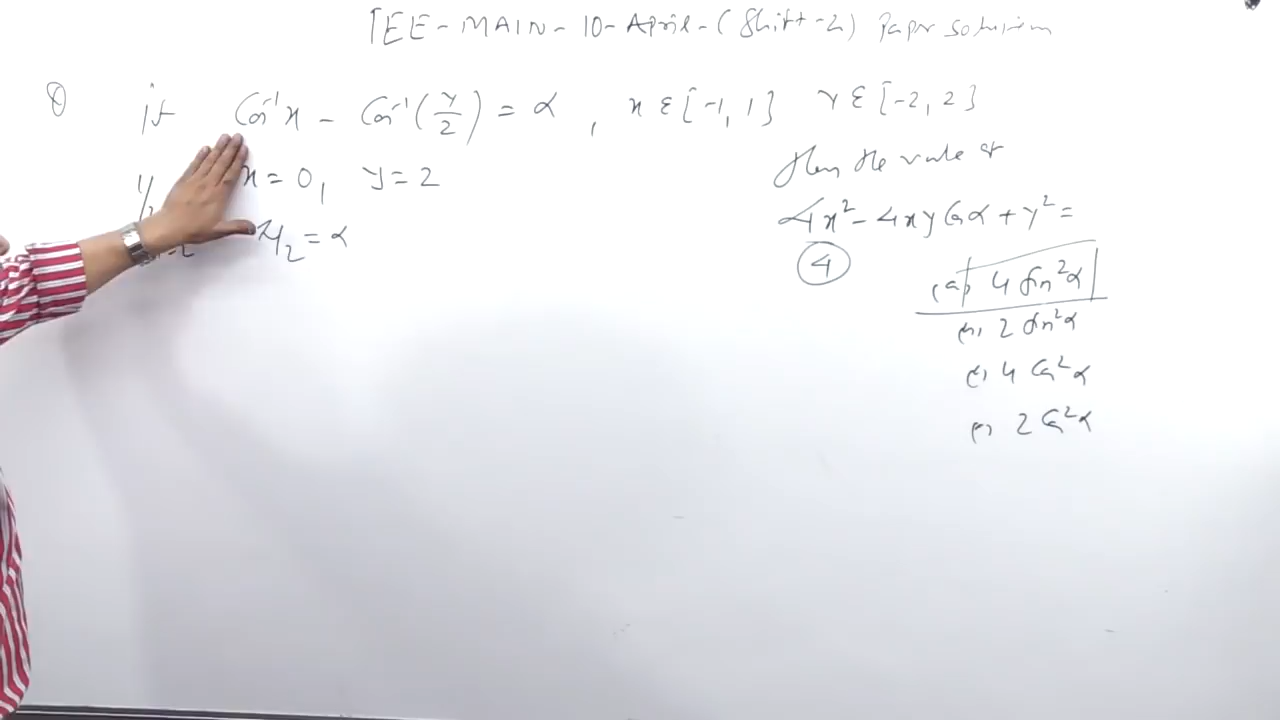 JEE-MAIN-10-April-(Shift-2) Paper solution
Q if Cos⁻¹x - Cos⁻¹(y/2) = α, x ∈ [-1, 1] Y ∈ [-2, 2]
then the value of
4x² - 4xy Cosα + y² =
x = 0, y = 2
π/2 = α
4
(a) 4 Sin²α
(b) 2 Sin²α
(c) 4 Cos²α
(d) 2 Cos²α